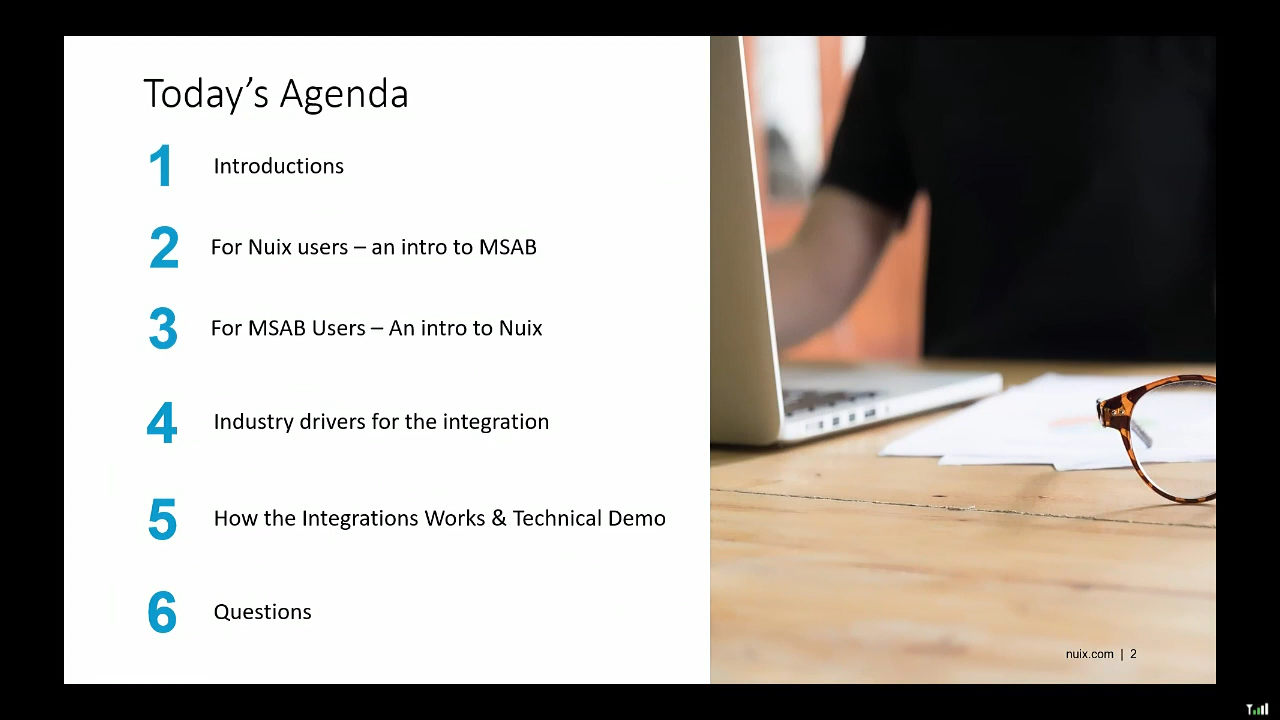 Today’s Agenda
1 Introductions
2 For Nuix users – an intro to MSAB
3 For MSAB Users – An intro to Nuix
4 Industry drivers for the integration
5 How the Integrations Works & Technical Demo
6 Questions
nuix.com | 2